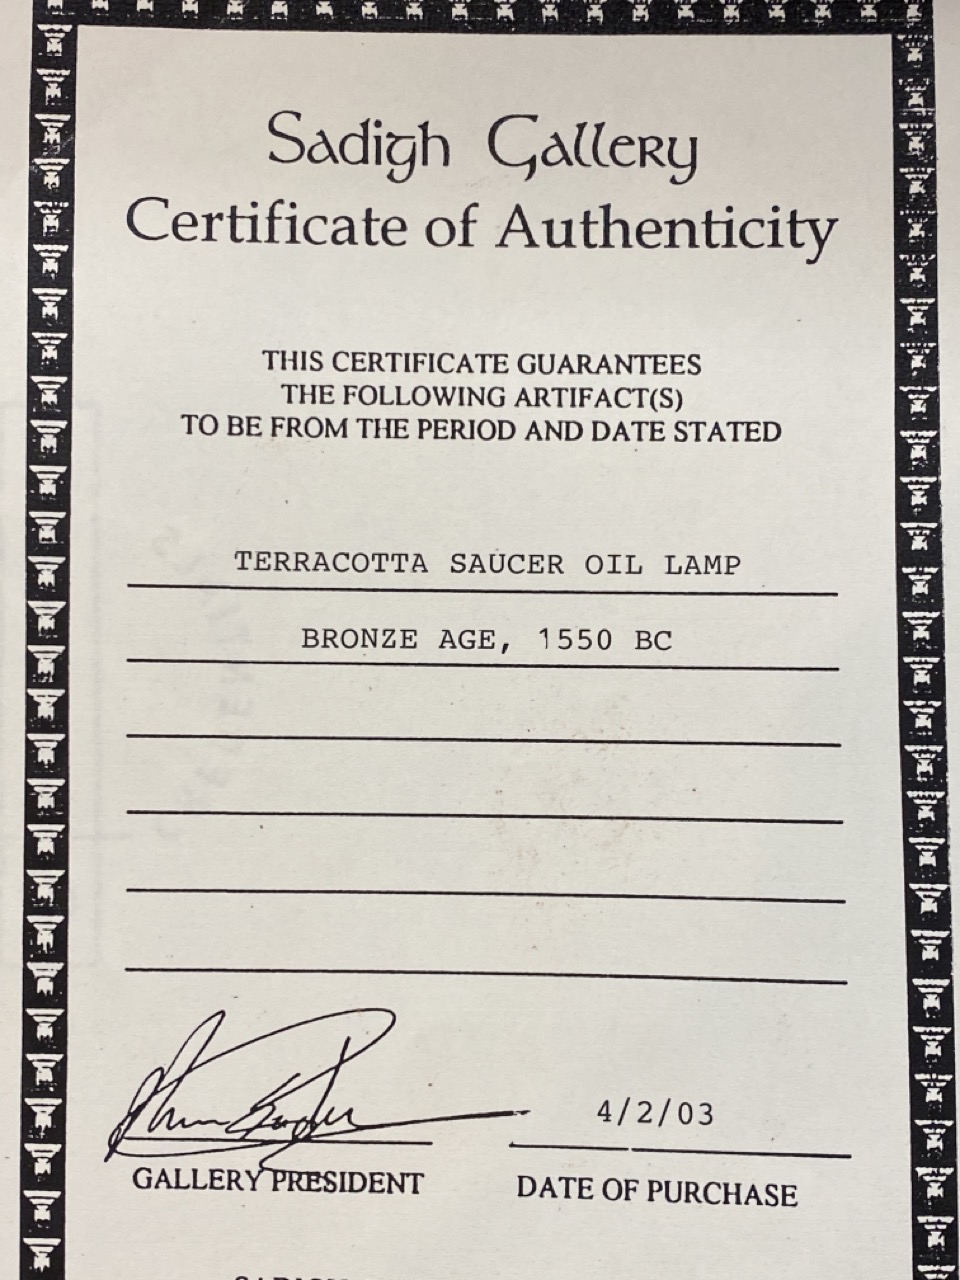 Sadigh Gallery
Certificate of Authenticity
THIS CERTIFICATE GUARANTEES
THE FOLLOWING ARTIFACT(S)
TO BE FROM THE PERIOD AND DATE STATED
TERRACOTTA SAUCER OIL LAMP
BRONZE AGE, 1550 BC
4/2/03
GALLERY PRESIDENT DATE OF PURCHASE